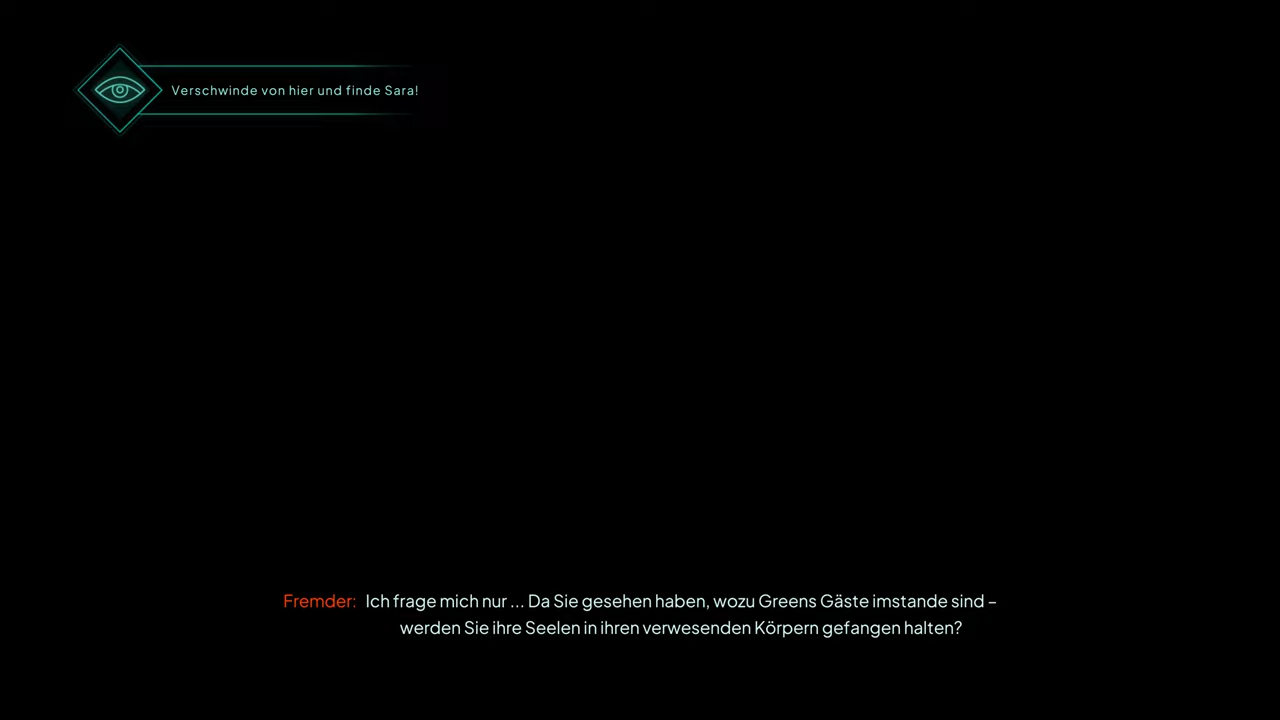 Verschwinde von hier und finde Sara!
Fremder: Ich frage mich nur ... Da Sie gesehen haben, wozu Greens Gäste imstande sind –
werden Sie ihre Seelen in ihren verwesenden Körpern gefangen halten?